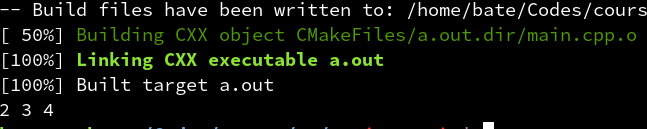 -- Build files have been written to: /home/bate/Codes/cours
[ 50%] Building CXX object CMakeFiles/a.out.dir/main.cpp.o
[100%] Linking CXX executable a.out
[100%] Built target a.out
2 3 4